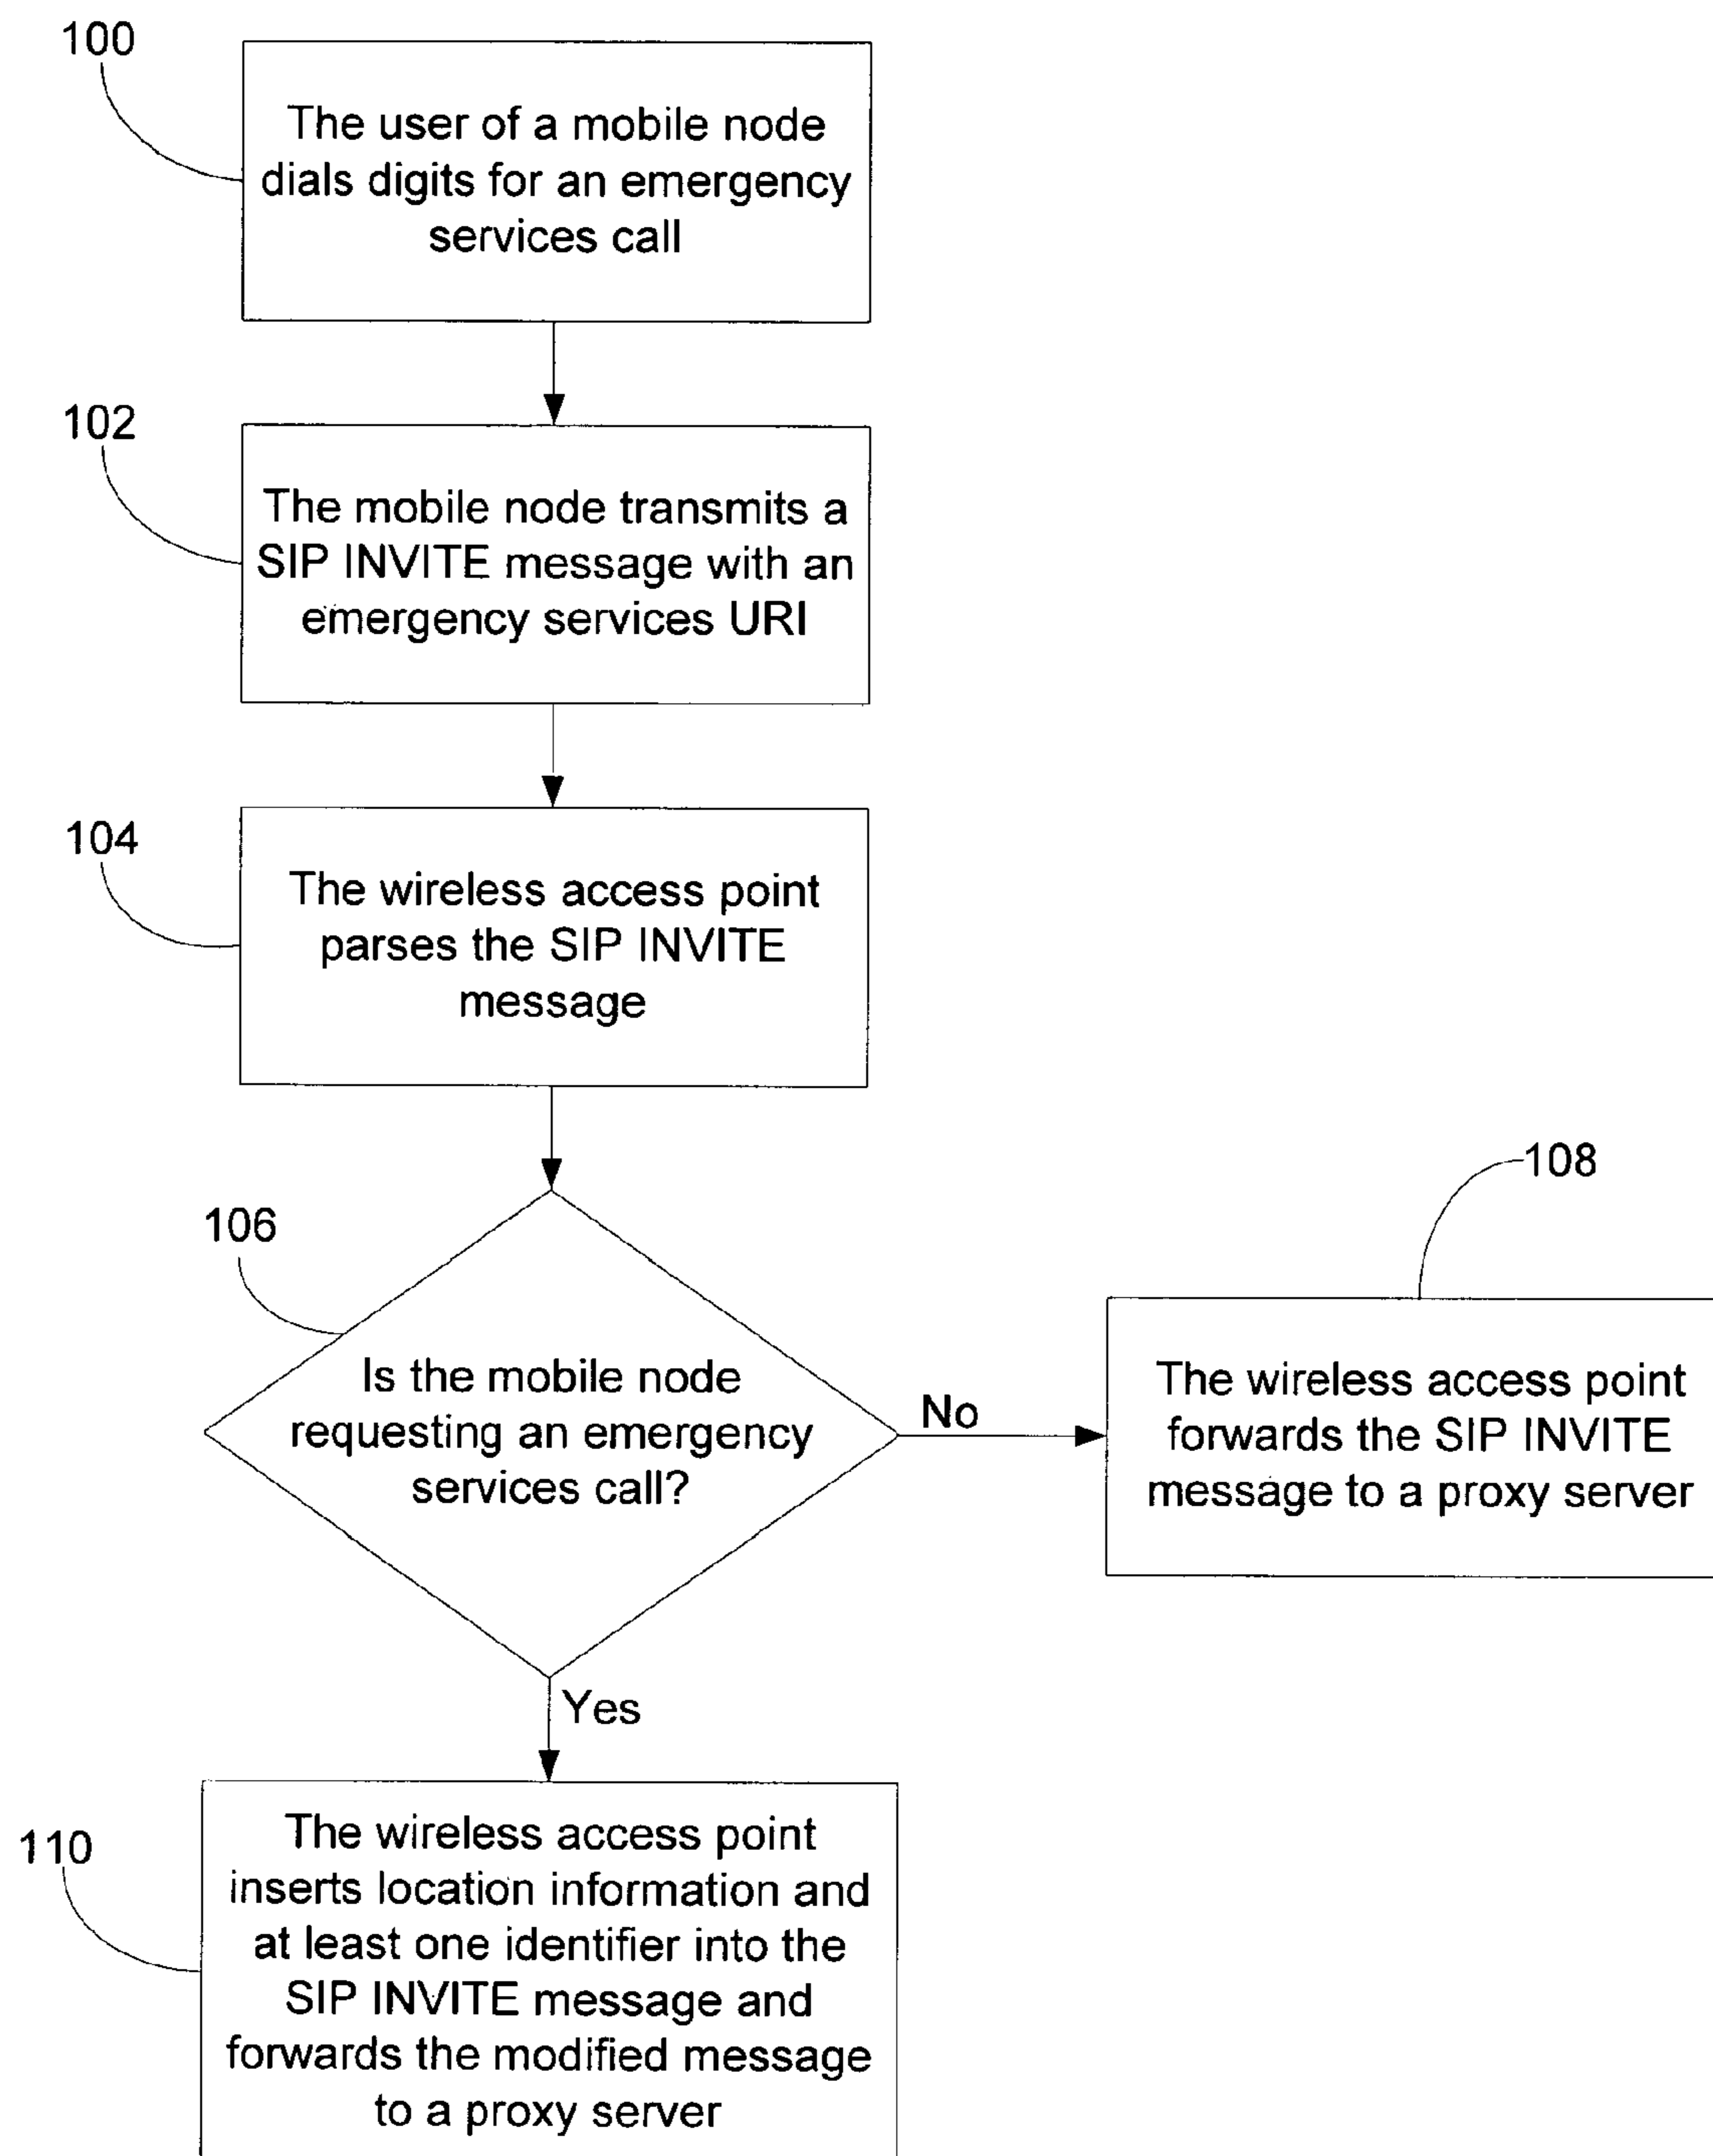 100
The user of a mobile node
dials digits for an emergency
services call
102
The mobile node transmits a
SIP INVITE message with an
emergency services URI
104
The wireless access point
parses the SIP INVITE
message
106
Is the mobile node
requesting an emergency
services call?
No
108
The wireless access point
forwards the SIP INVITE
message to a proxy server
Yes
110
The wireless access point
inserts location information and
at least one identifier into the
SIP INVITE message and
forwards the modified message
to a proxy server